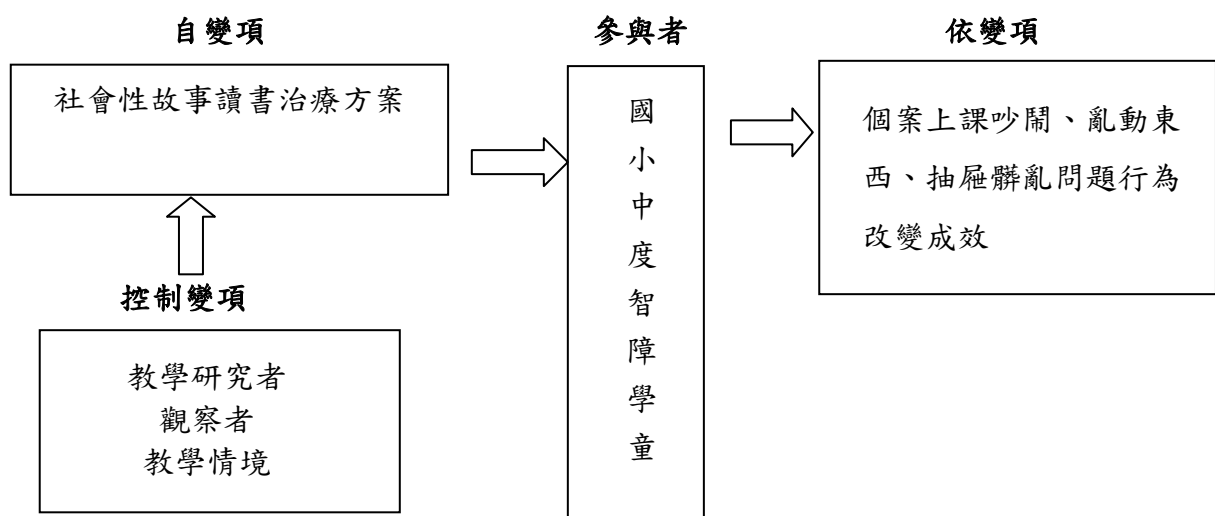 自變項
社會性故事讀書治療方案
控制變項
教學研究者
觀察者
教學情境
參與者
國
小
中
度
智
障
學
童
依變項
個案上課吵鬧、亂動東
西、抽屜髒亂問題行為
改變成效